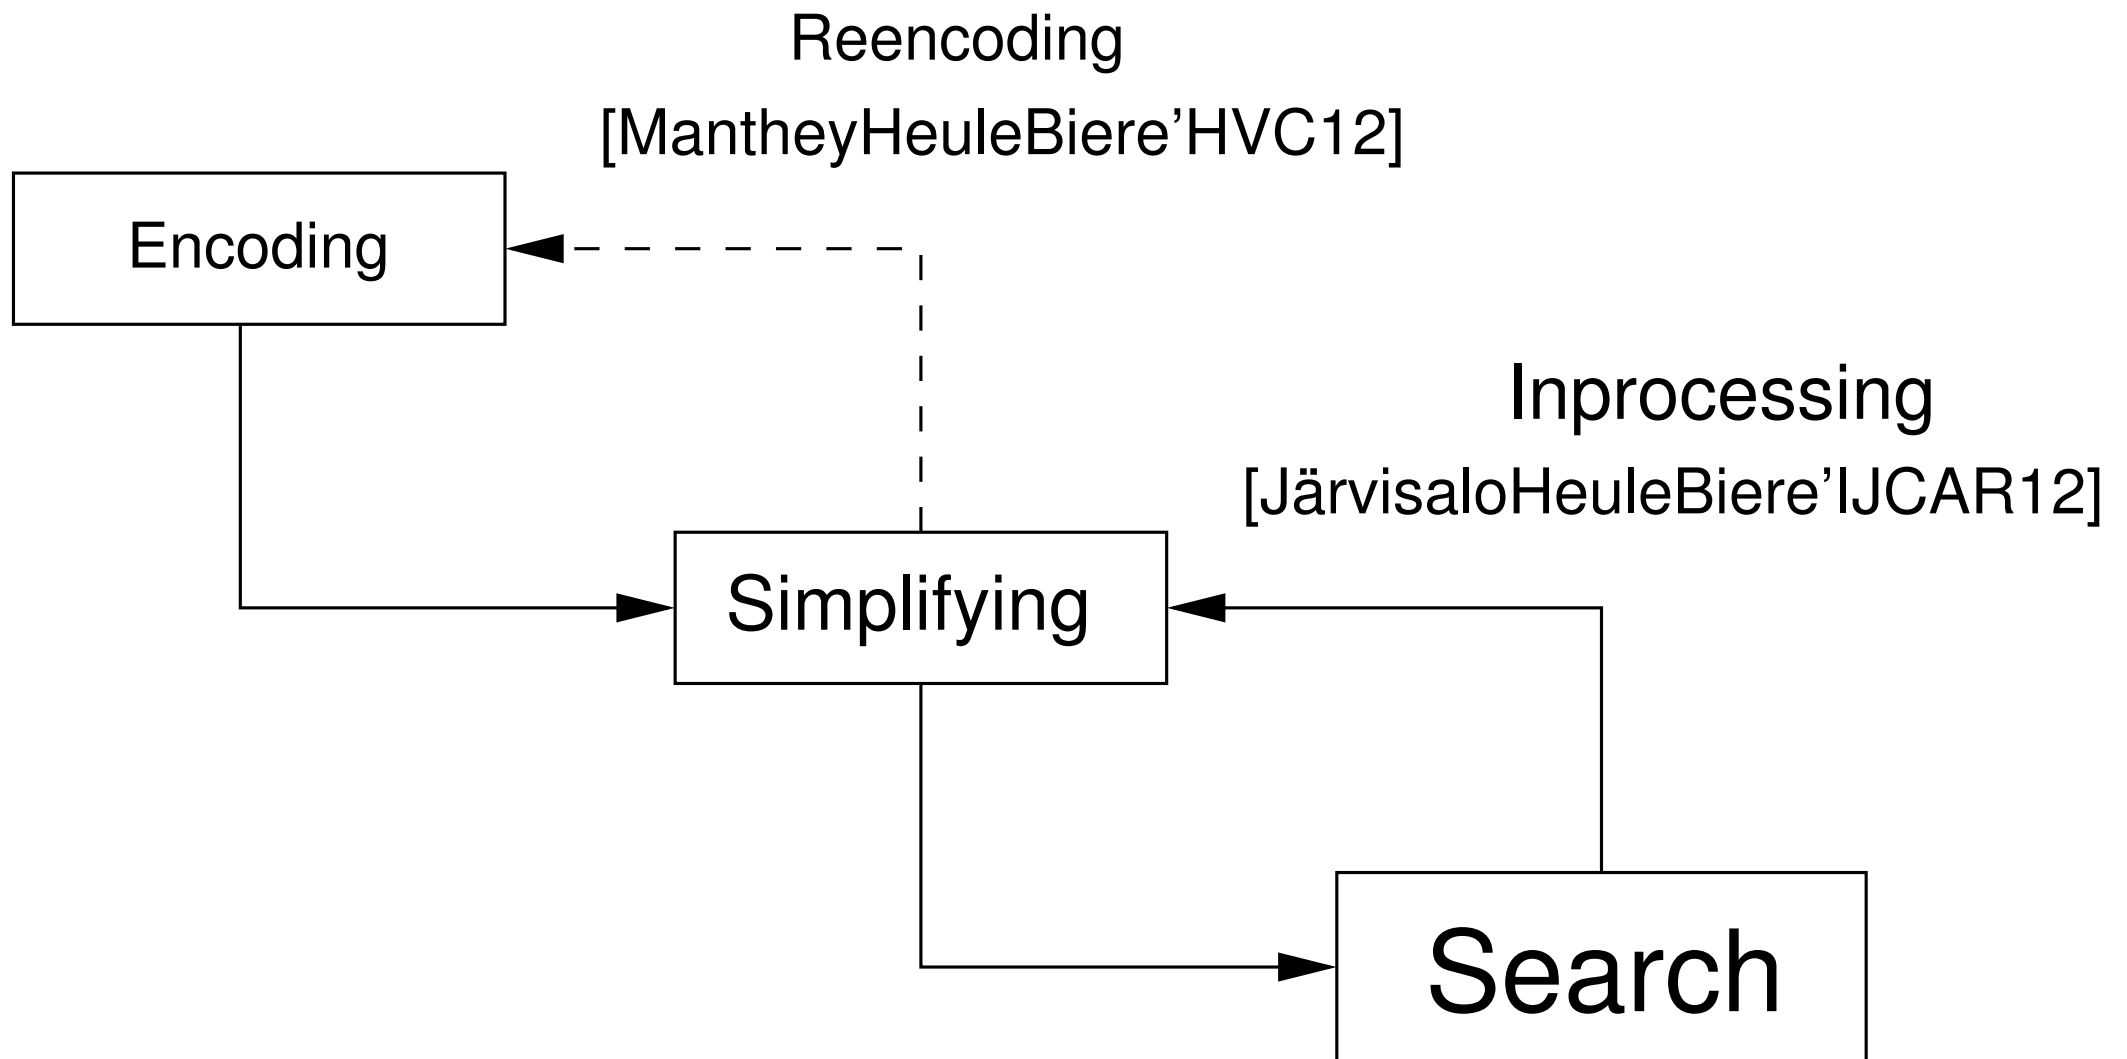 Reencoding
[MantheyHeuleBiere’HVC12]
Encoding
Inprocessing
[JärvisaloHeuleBiere’IJCAR12]
Simplifying
Search